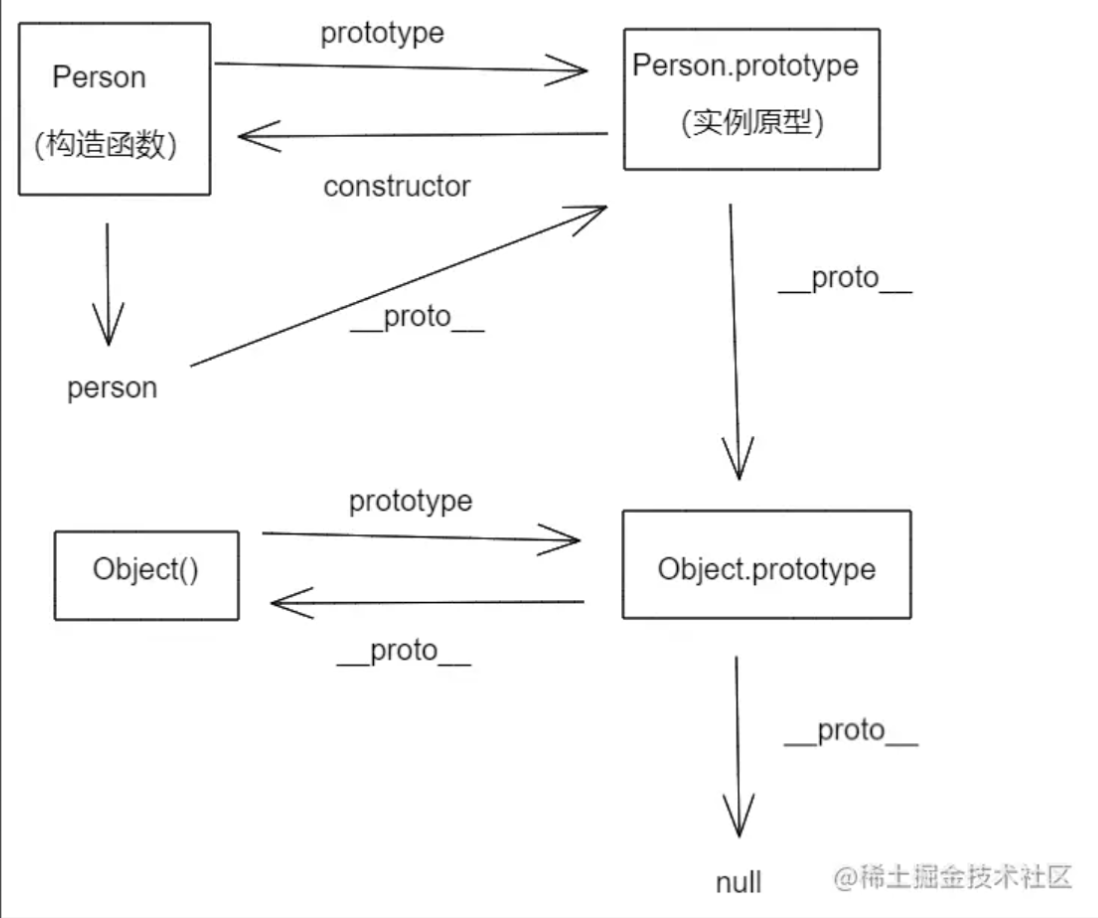 prototype
Person
(构造函数)
Person.prototype
(实例原型)
constructor
__proto__
__proto__
person
prototype
Object()
Object.prototype
__proto__
__proto__
null
@稀土掘金技术社区